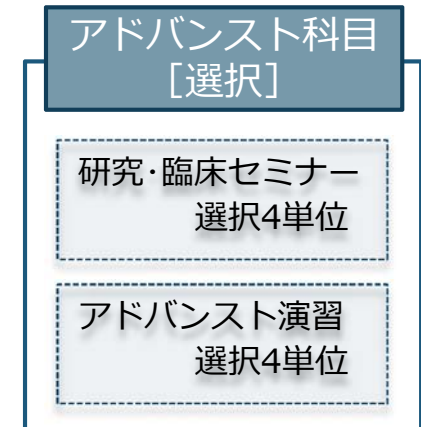 アドバンスト科目
［選択］
研究･臨床セミナー
選択4単位
アドバンスト演習
選択4単位